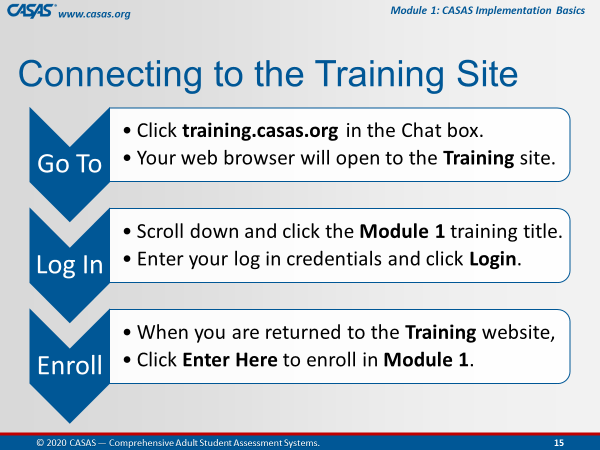 CASAS® www.casas.org
Module 1: CASAS Implementation Basics
Connecting to the Training Site
Go To
• Click training.casas.org in the Chat box.
• Your web browser will open to the Training site.
Log In
• Scroll down and click the Module 1 training title.
• Enter your log in credentials and click Login.
Enroll
• When you are returned to the Training website,
• Click Enter Here to enroll in Module 1.
© 2020 CASAS — Comprehensive Adult Student Assessment Systems.
15